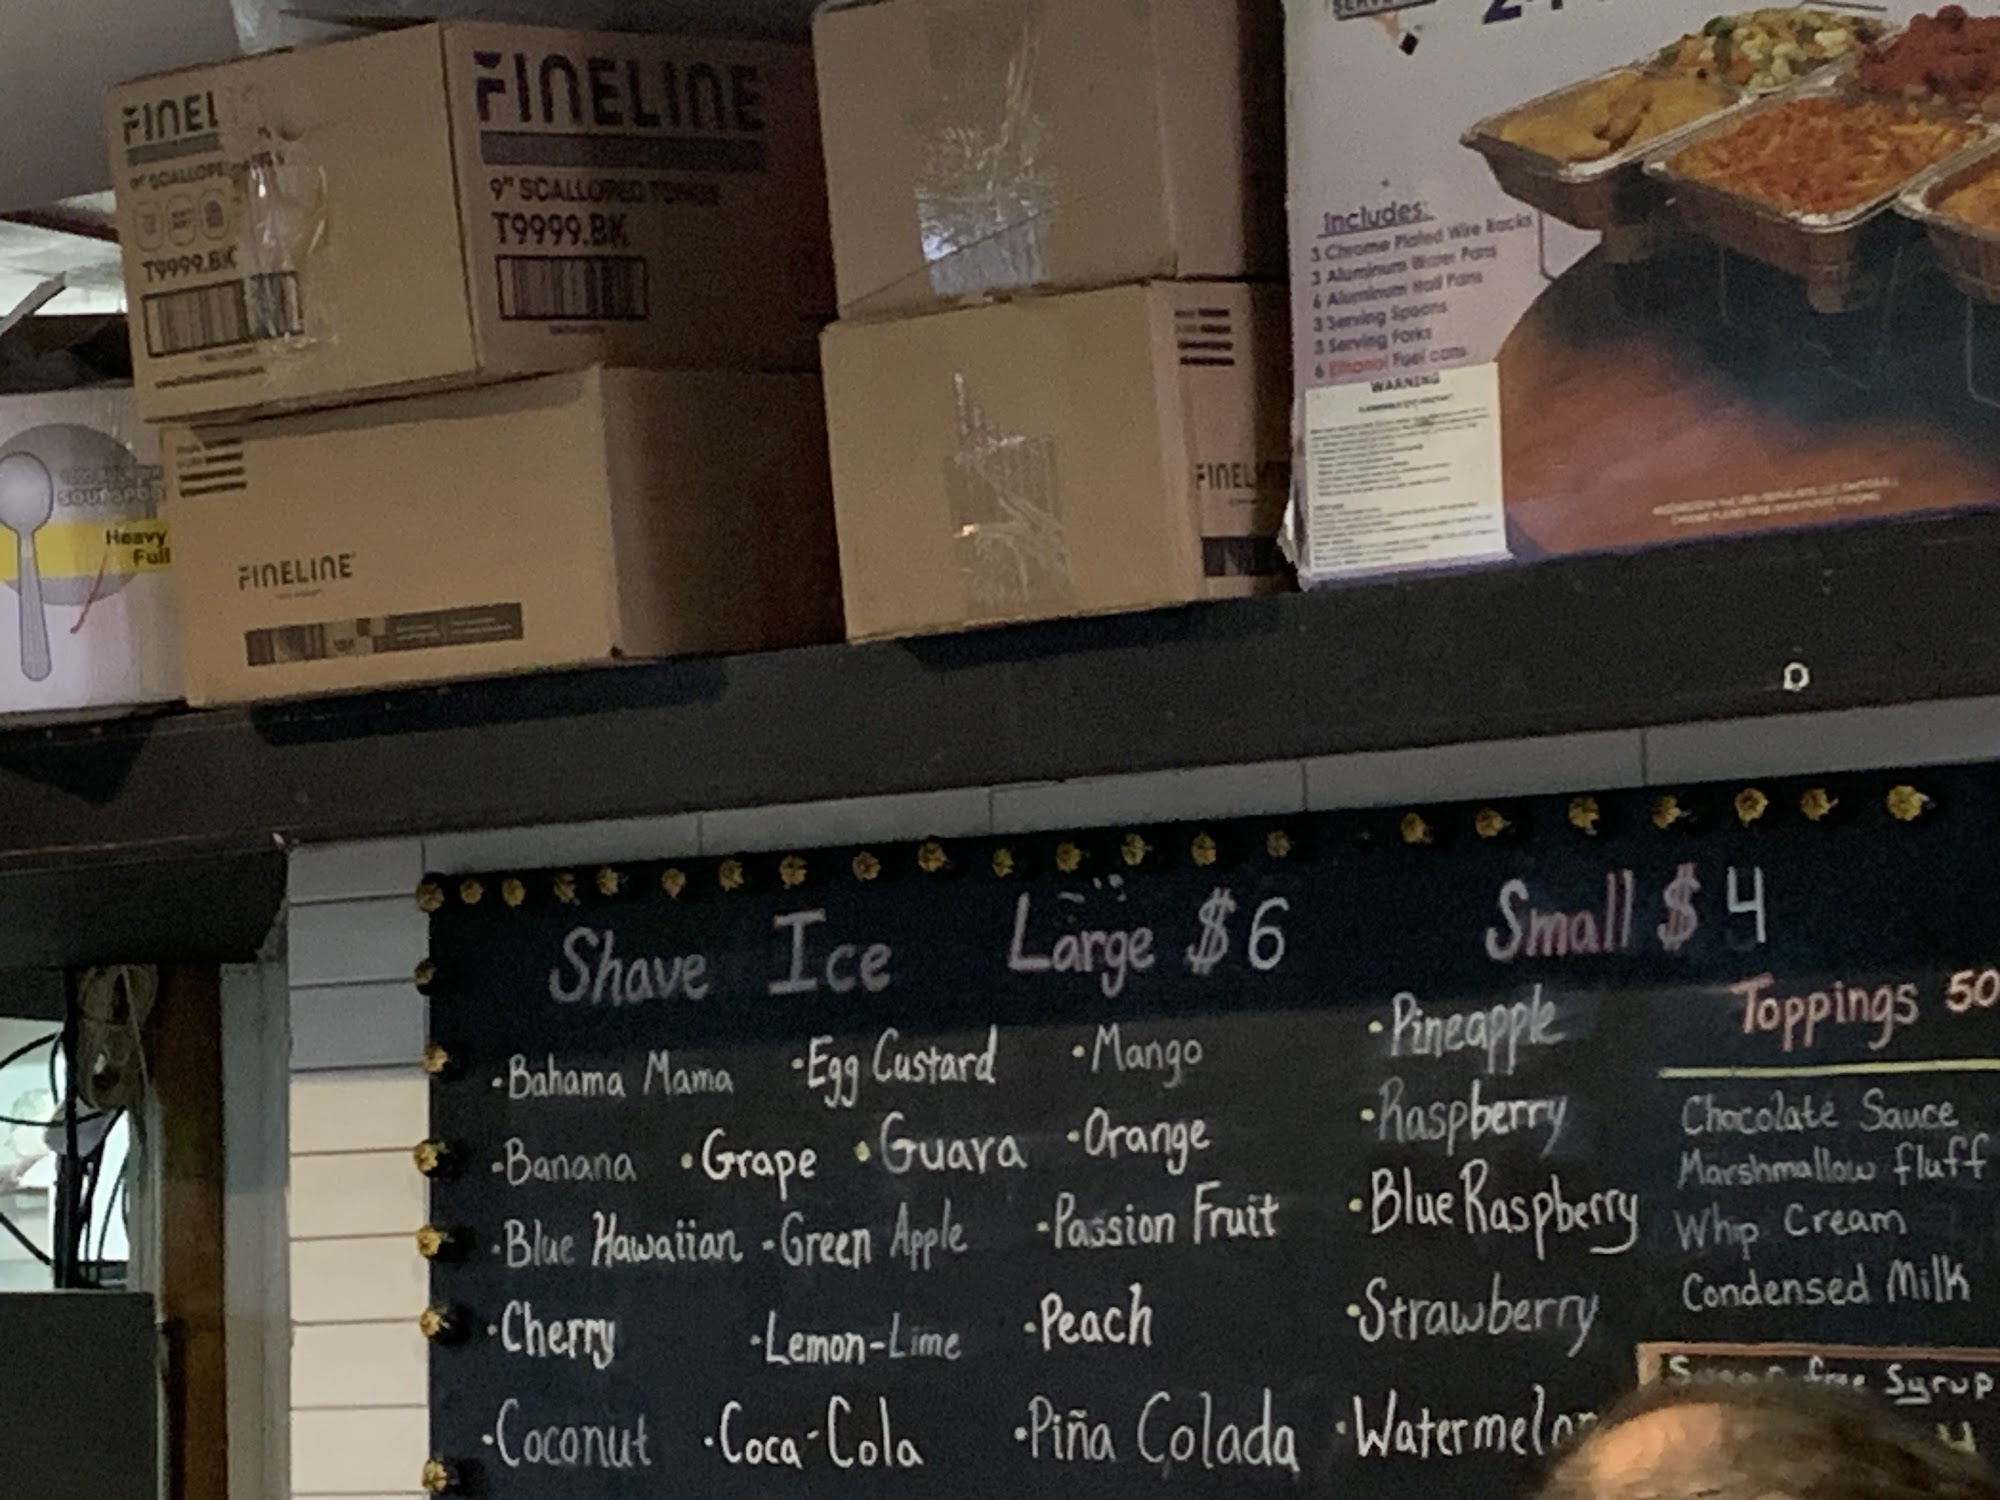 FINEL
T9999.BK
FINELINE
9" SCALLOPED TONGS
T9999.BK
Includes:
3 Chrome Plated Wire Racks
3 Aluminum Water Pans
6 Aluminum Half Pans
3 Serving Spoons
3 Serving Forks
6 Ethanol Fuel cans
WARNING
Heavy
Full
FINELINE
FINELINE
Shave Ice Large $6 Small $4
•Bahama Mama •Egg Custard •Mango •Pineapple
•Banana •Grape •Guava •Orange •Raspberry
•Blue Hawaiian •Green Apple •Passion Fruit •Blue Raspberry
•Cherry •Lemon-Lime •Peach •Strawberry
•Coconut •Coca-Cola •Piña Colada •Watermelon
Toppings 50
Chocolate Sauce
Marshmallow fluff
Whip Cream
Condensed Milk
free Syrup